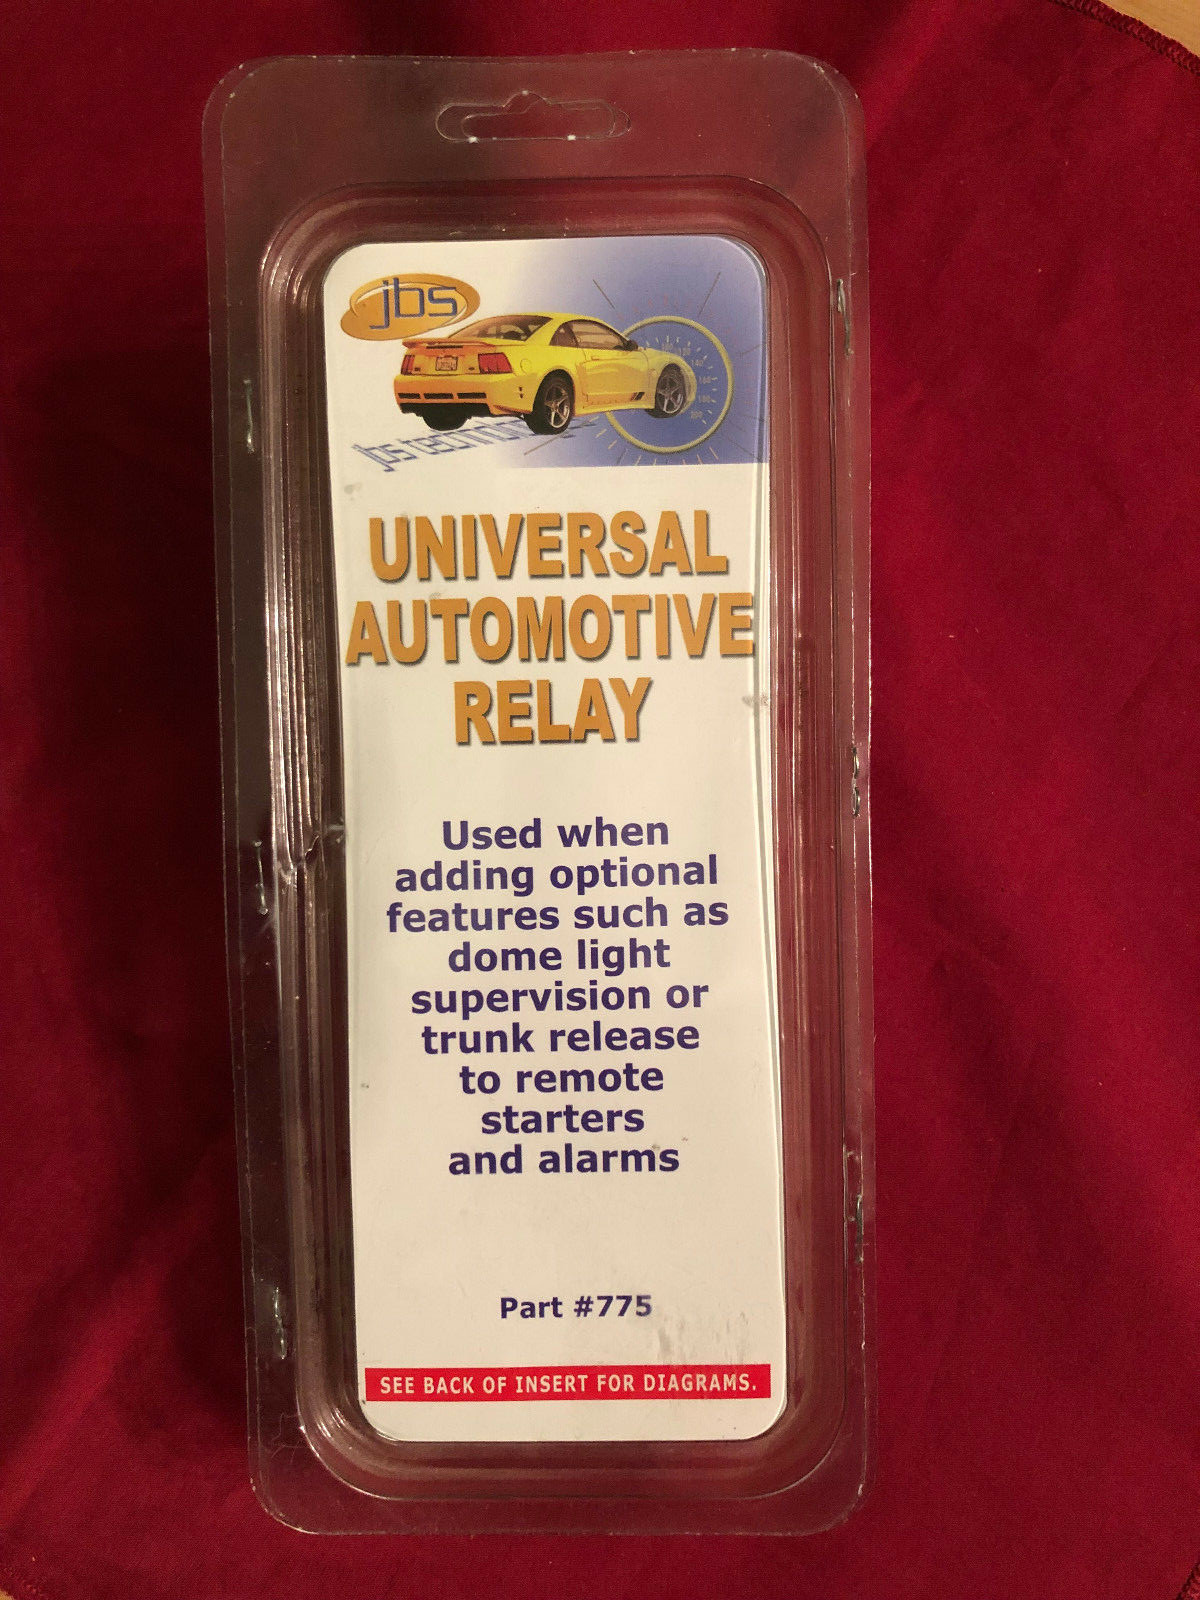 jbs
jbs
UNIVERSAL
AUTOMOTIVE
RELAY
Used when
adding optional
features such as
dome light
supervision or
trunk release
to remote
starters
and alarms
Part #775
SEE BACK OF INSERT FOR DIAGRAMS.